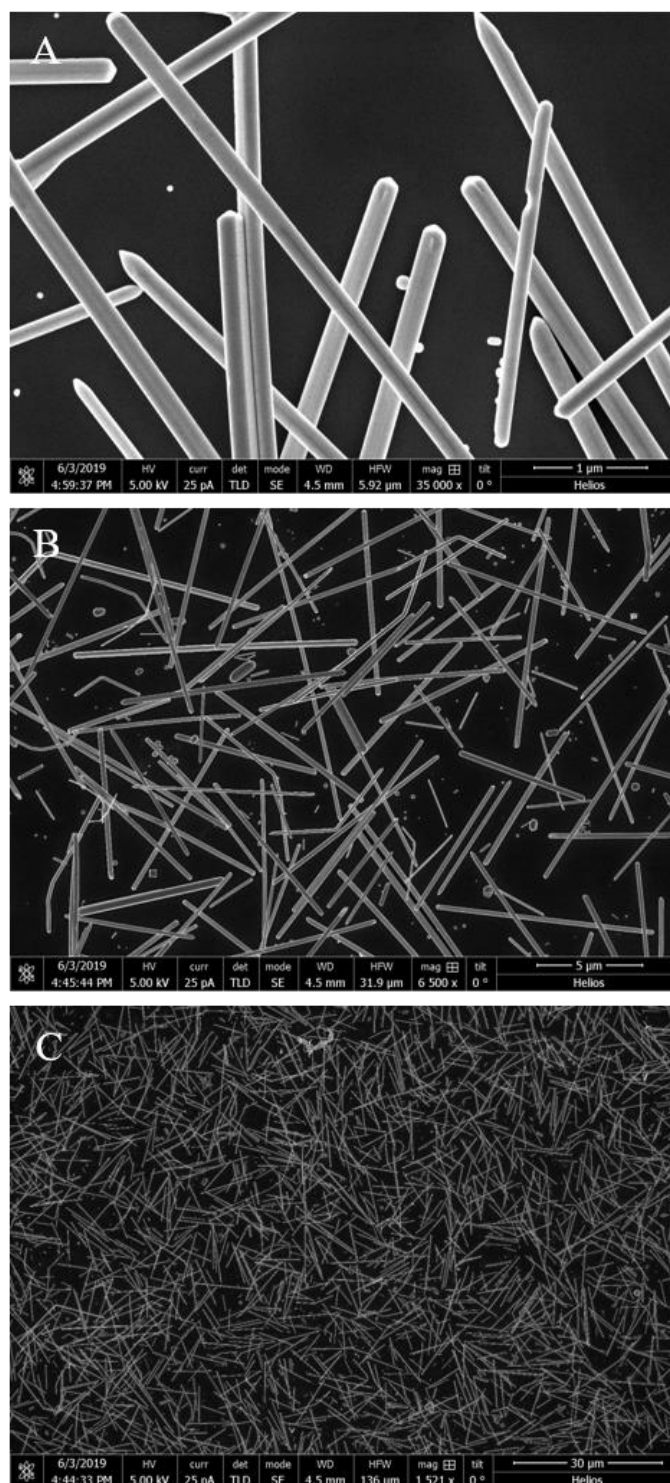 A
6/3/2019 HV curr det mode WD HFW mag tilt 1 µm
4:59:37 PM 5.00 kV 25 pA TLD SE 4.5 mm 5.92 µm 35 000 x 0 ° Helios
B
6/3/2019 HV curr det mode WD HFW mag tilt 5 µm
4:45:44 PM 5.00 kV 25 pA TLD SE 4.5 mm 31.9 µm 6 500 x 0 ° Helios
C
6/3/2019 HV curr det mode WD HFW mag tilt 30 µm
4:44:33 PM 5.00 kV 25 pA TLD SE 4.5 mm 136 µm 1 521 x 0 ° Helios